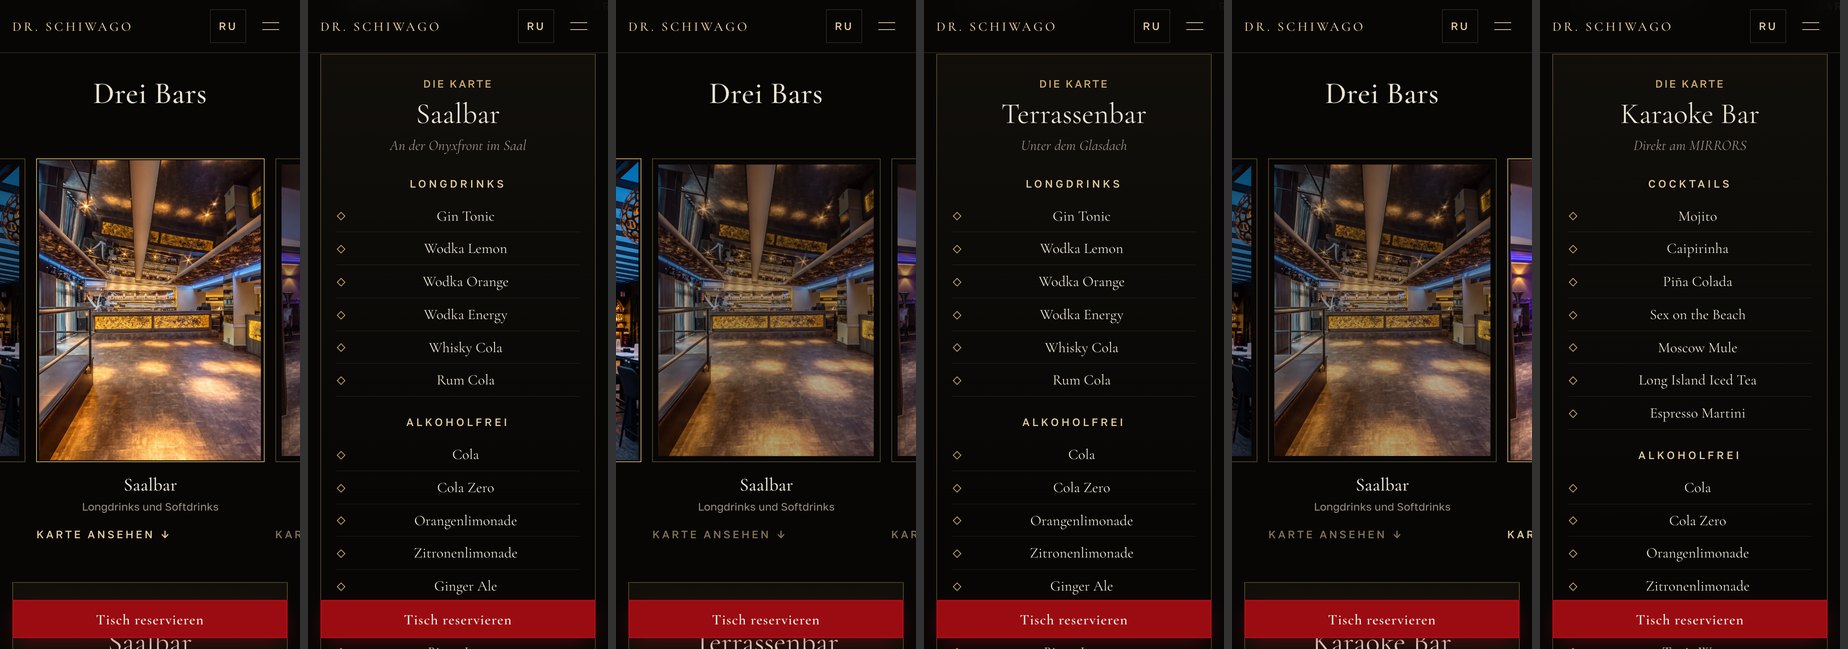 DR. SCHIWAGO
RU
Drei Bars
Saalbar
Longdrinks und Softdrinks
KARTE ANSEHEN ↓
KAR
Tisch reservieren
Saalbar
DR. SCHIWAGO
RU
DIE KARTE
Saalbar
An der Onyxfront im Saal
LONGDRINKS
Gin Tonic
Wodka Lemon
Wodka Orange
Wodka Energy
Whisky Cola
Rum Cola
ALKOHOLFREI
Cola
Cola Zero
Orangenlimonade
Zitronenlimonade
Ginger Ale
Tisch reservieren
DR. SCHIWAGO
RU
Drei Bars
Saalbar
Longdrinks und Softdrinks
KARTE ANSEHEN ↓
KAR
Tisch reservieren
Terrassenbar
DR. SCHIWAGO
RU
DIE KARTE
Terrassenbar
Unter dem Glasdach
LONGDRINKS
Gin Tonic
Wodka Lemon
Wodka Orange
Wodka Energy
Whisky Cola
Rum Cola
ALKOHOLFREI
Cola
Cola Zero
Orangenlimonade
Zitronenlimonade
Ginger Ale
Tisch reservieren
DR. SCHIWAGO
RU
Drei Bars
Saalbar
Longdrinks und Softdrinks
KARTE ANSEHEN ↓
KAR
Tisch reservieren
Karaoke Bar
DR. SCHIWAGO
RU
DIE KARTE
Karaoke Bar
Direkt am MIRRORS
COCKTAILS
Mojito
Caipirinha
Piña Colada
Sex on the Beach
Moscow Mule
Long Island Iced Tea
Espresso Martini
ALKOHOLFREI
Cola
Cola Zero
Orangenlimonade
Zitronenlimonade
Tisch reservieren